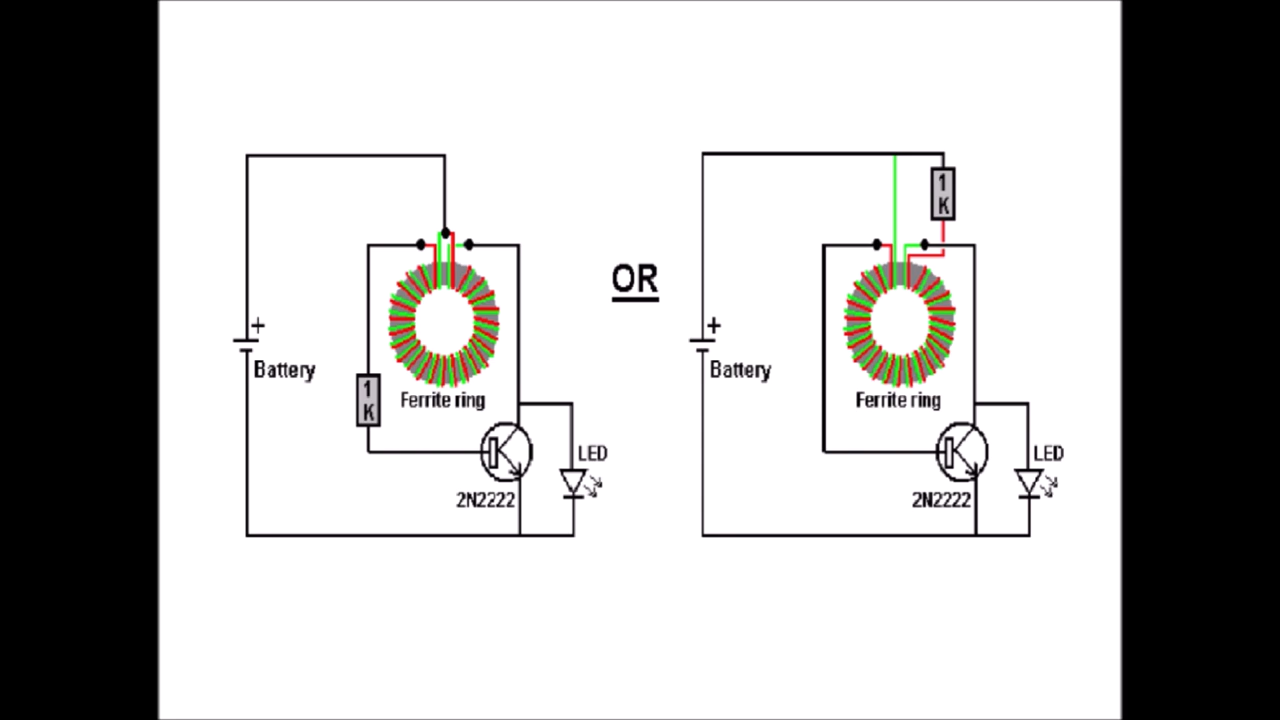 1
K
+
Battery
Ferrite ring
LED
2N2222
OR
1
K
+
Battery
Ferrite ring
LED
2N2222